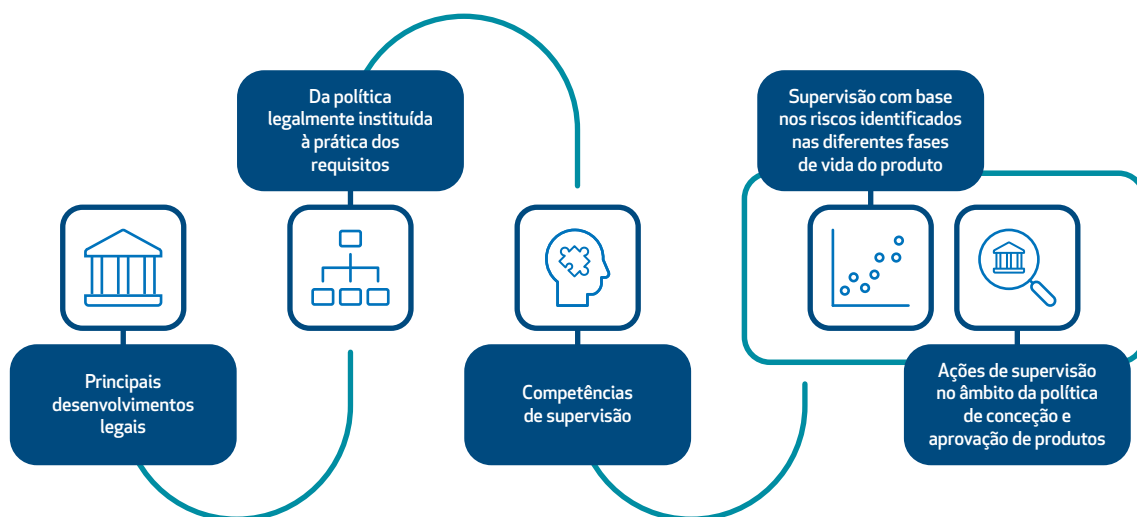 Principais
desenvolvimentos
legais
Da política
legalmente instituída
à prática dos
requisitos
Competências
de supervisão
Supervisão com base
nos riscos identificados
nas diferentes fases
de vida do produto
Ações de supervisão
no âmbito da política
de conceção e
aprovação de produtos